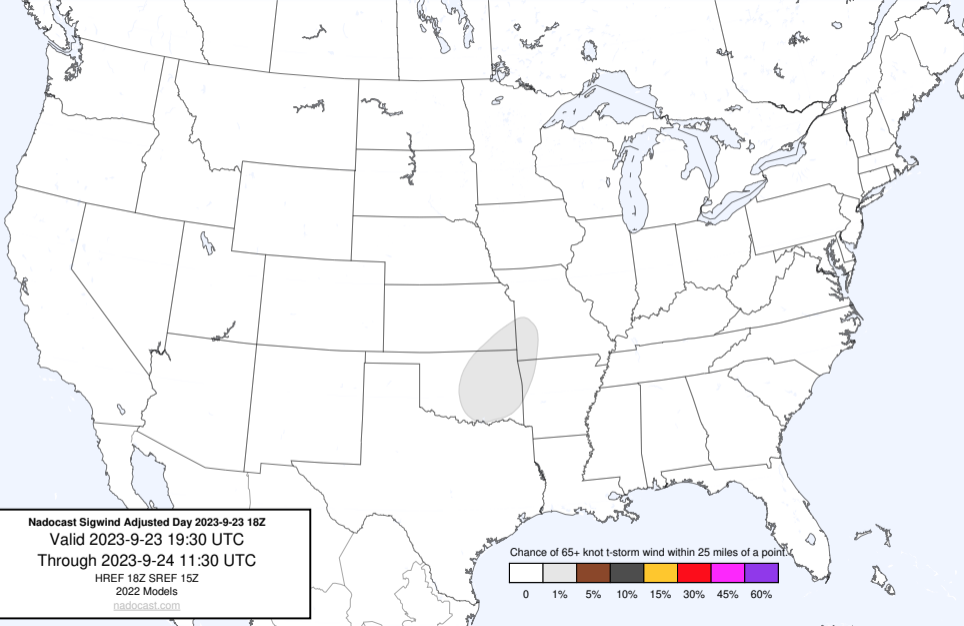 Nadocast Sigwind Adjusted Day 2023-9-23 18Z
Valid 2023-9-23 19:30 UTC
Through 2023-9-24 11:30 UTC
HREF 18Z SREF 15Z
2022 Models
nadocast.com
Chance of 65+ knot t-storm wind within 25 miles of a point.
0 1% 5% 10% 15% 30% 45% 60%